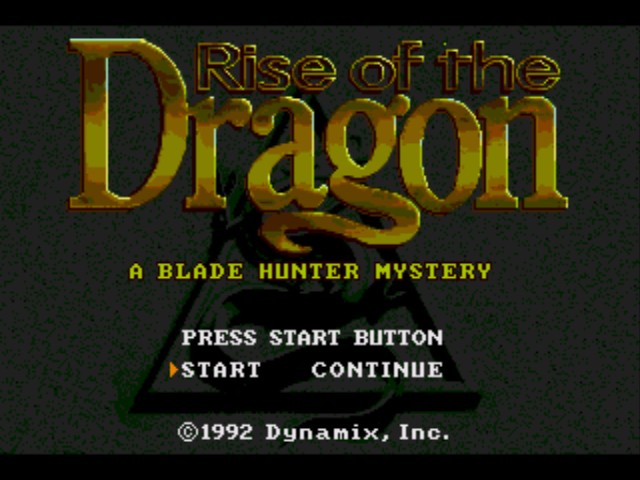 Rise of the
Dragon
A BLADE HUNTER MYSTERY
PRESS START BUTTON
START CONTINUE
©1992 Dynamix, Inc.